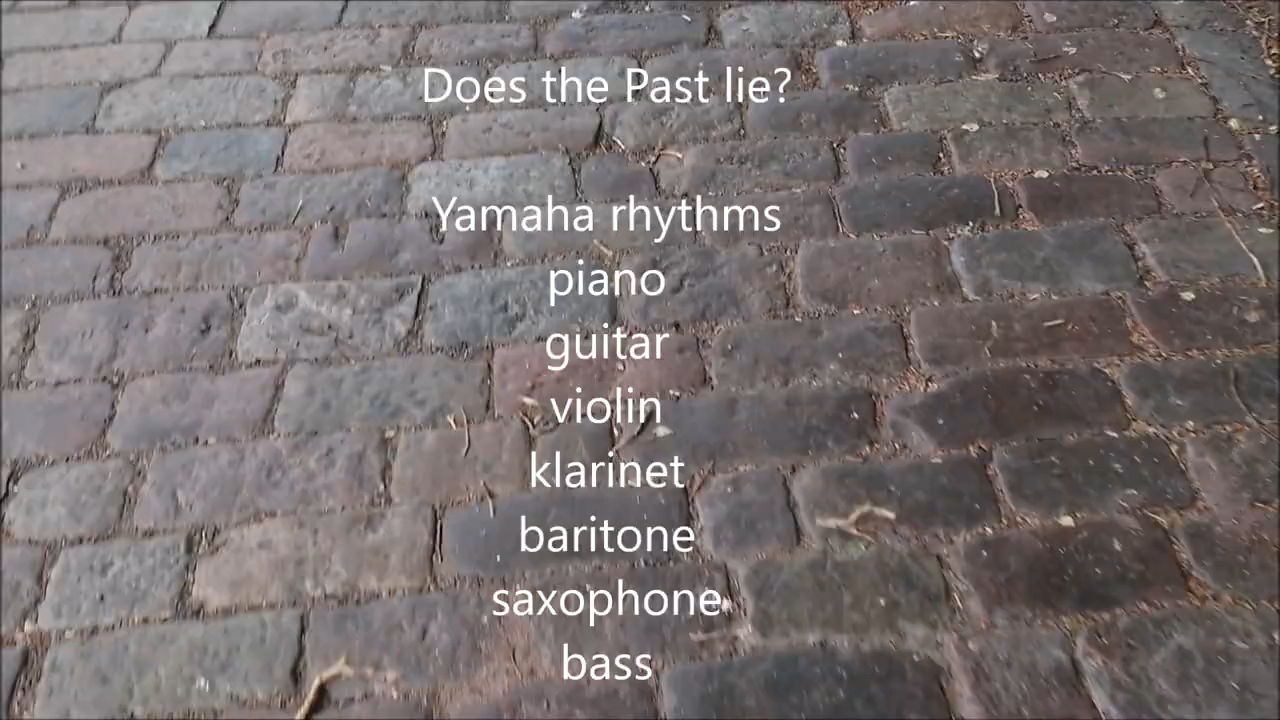 Does the Past lie?
Yamaha rhythms
piano
guitar
violin
klarinet
baritone
saxophone
bass